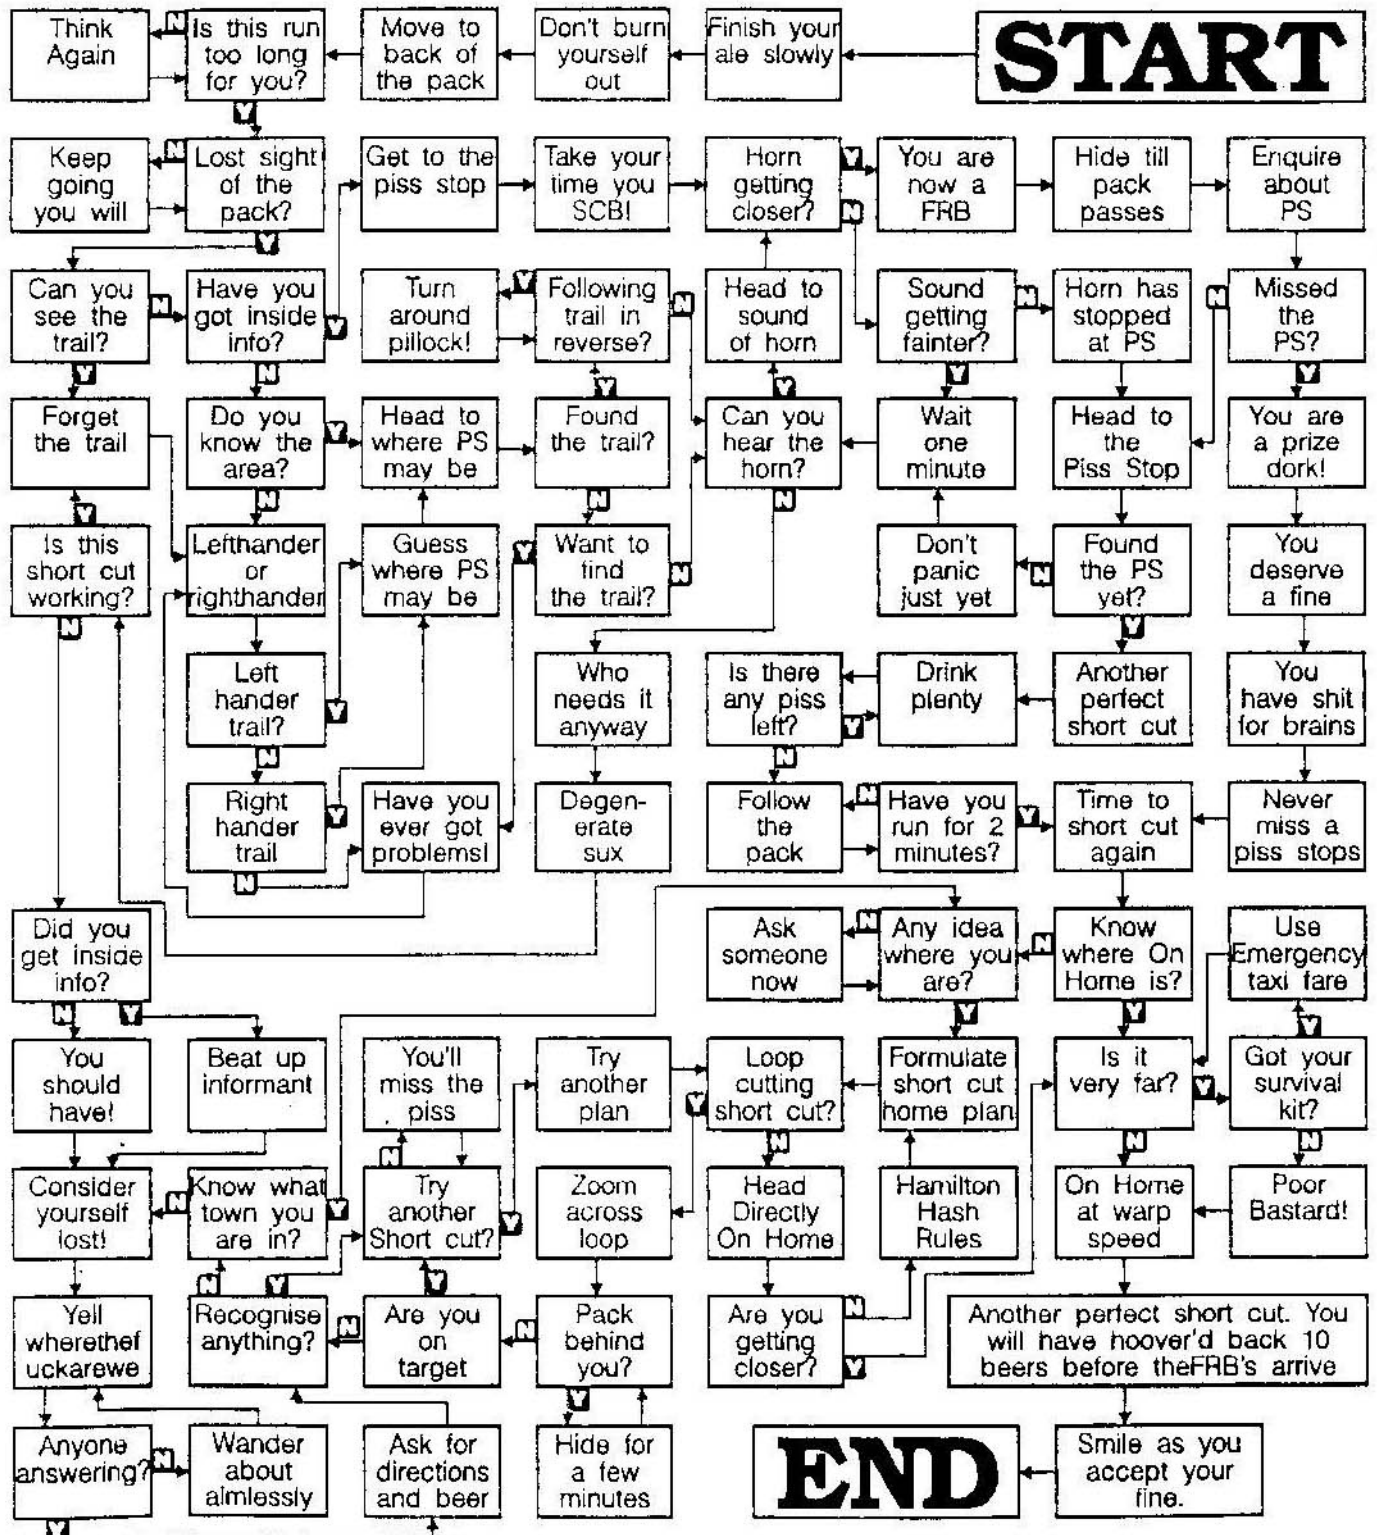 Think
Again
N
Is this run
too long
for you?
Y
Move to
back of
the pack
Don't burn
yourself
out
Finish your
ale slowly
START
Keep
going
you will
N
Lost sight
of the
pack?
Y
Get to the
piss stop
Take your
time you
SCB!
Horn
getting
closer?
Y
N
You are
now a
FRB
Hide till
pack
passes
Enquire
about
PS
Can you
see the
trail?
N
Y
Have you
got inside
info?
Y
N
Turn
around
pillock!
Y
Following
trail in
reverse?
N
Head to
sound
of horn
Sound
getting
fainter?
N
Y
Horn has
stopped
at PS
N
Missed
the
PS?
Y
Forget
the trail
Do you
know the
area?
Y
N
Head to
where PS
may be
Y
Found
the trail?
N
Y
Can you
hear the
horn?
N
Wait
one
minute
Head to
the
Piss Stop
You are
a prize
dork!
Y
Is this
short cut
working?
N
Lefthander
or
righthander
Guess
where PS
may be
Y
Want to
find
the trail?
N
Don't
panic
just yet
N
Found
the PS
yet?
Y
You
deserve
a fine
Left
hander
trail?
Y
N
Who
needs it
anyway
Is there
any piss
left?
Y
N
Drink
plenty
Another
perfect
short cut
You
have shit
for brains
Right
hander
trail
Y
N
Have you
ever got
problems!
Degen-
erate
sux
Follow
the
pack
N
Have you
run for 2
minutes?
Y
Time to
short cut
again
Never
miss a
piss stops
Did you
get inside
info?
N
Y
Ask
someone
now
N
Any idea
where you
are?
Y
N
Know
where On
Home is?
Y
Use
Emergency
taxi fare
Y
You
should
have!
Beat up
informant
You'll
miss the
piss
N
Try
another
plan
Loop
cutting
short cut?
Y
N
Formulate
short cut
home plan
Is it
very far?
Y
N
Got your
survival
kit?
N
Consider
yourself
lost!
N
Know what
town you
are in?
Y
N
Y
Try
another
Short cut?
Y
Y
Zoom
across
loop
Head
Directly
On Home
Hamilton
Hash
Rules
On Home
at warp
speed
Poor
Bastard!
Yell
wherethef
uckarewe
Recognise
anything?
N
Are you
on
target
N
Pack
behind
you?
Y
Are you
getting
closer?
N
Y
Another perfect short cut. You
will have hoover'd back 10
beers before theFRB's arrive
Anyone
answering?
N
Y
Wander
about
aimlessly
Ask for
directions
and beer
Hide for
a few
minutes
END
Smile as you
accept your
fine.